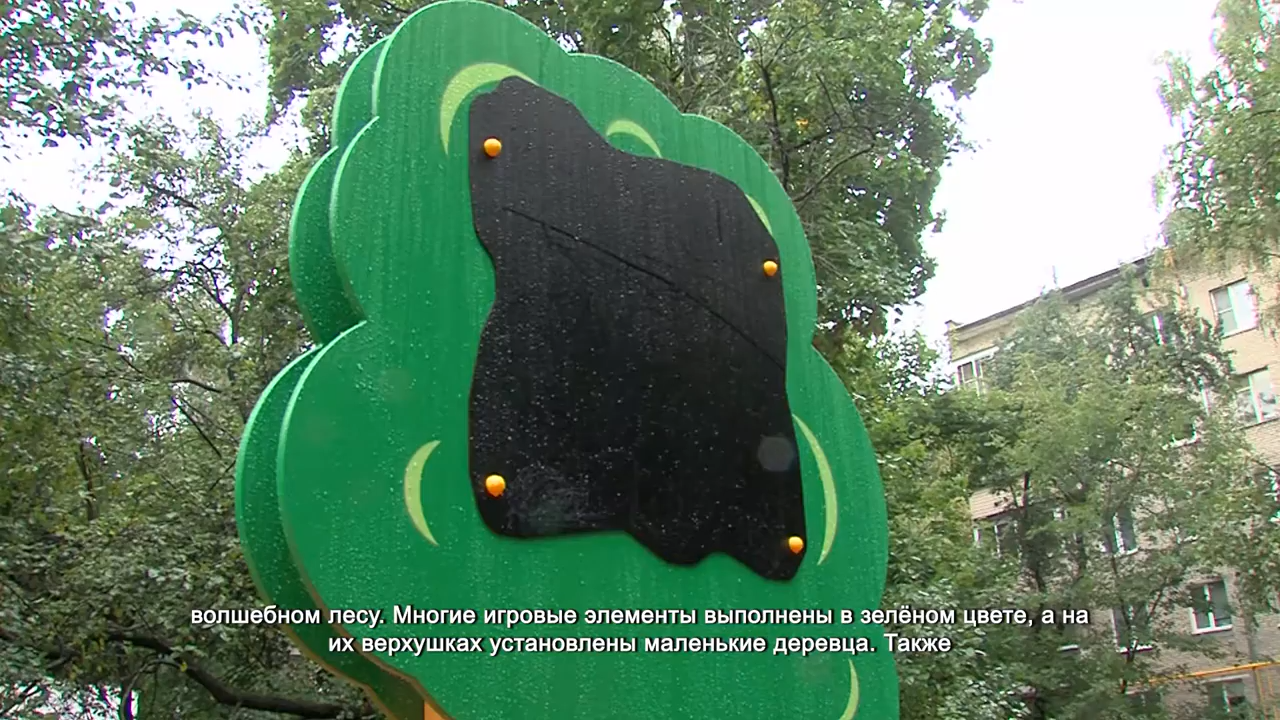 волшебном лесу. Многие игровые элементы выполнены в зелёном цвете, а на
их верхушках установлены маленькие деревца. Также